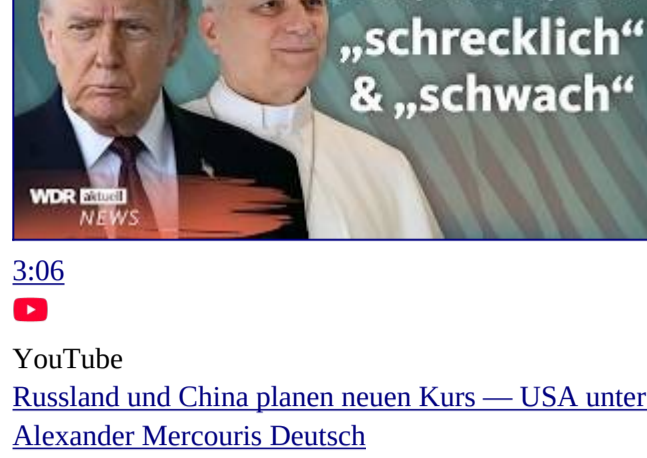 „schrecklich“
& „schwach“
WDR aktuell
NEWS
3:06
YouTube
Russland und China planen neuen Kurs — USA unter
Alexander Mercouris Deutsch